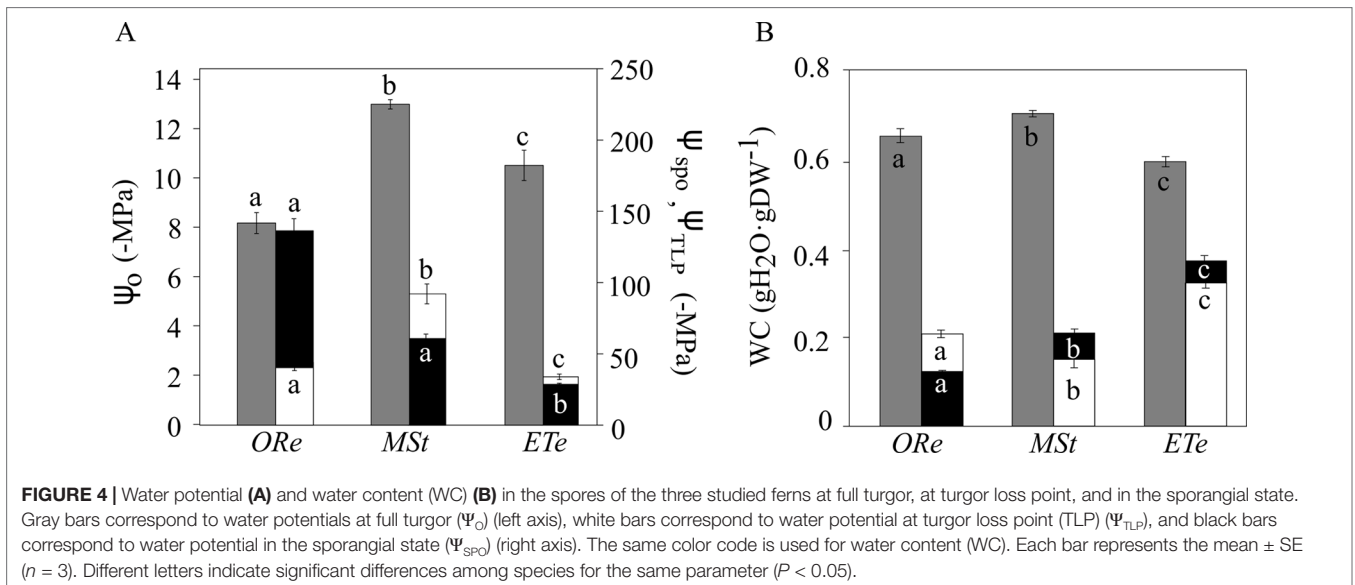 A
B
14
12
10
8
6
4
2
0
Ψo (-MPa)
a
a
a
b
b
a
c
c
b
ORe
MSt
ETe
250
200
150
100
50
0
Ψspo , ΨTLP (-MPa)
0.8
0.6
0.4
0.2
0
WC (gH2O·gDW-1)
a
a
a
b
b
b
c
c
c
ORe
MSt
ETe
FIGURE 4 | Water potential (A) and water content (WC) (B) in the spores of the three studied ferns at full turgor, at turgor loss point, and in the sporangial state.
Gray bars correspond to water potentials at full turgor (ΨO) (left axis), white bars correspond to water potential at turgor loss point (TLP) (ΨTLP), and black bars
correspond to water potential in the sporangial state (ΨSPO) (right axis). The same color code is used for water content (WC). Each bar represents the mean ± SE
(n = 3). Different letters indicate significant differences among species for the same parameter (P < 0.05).